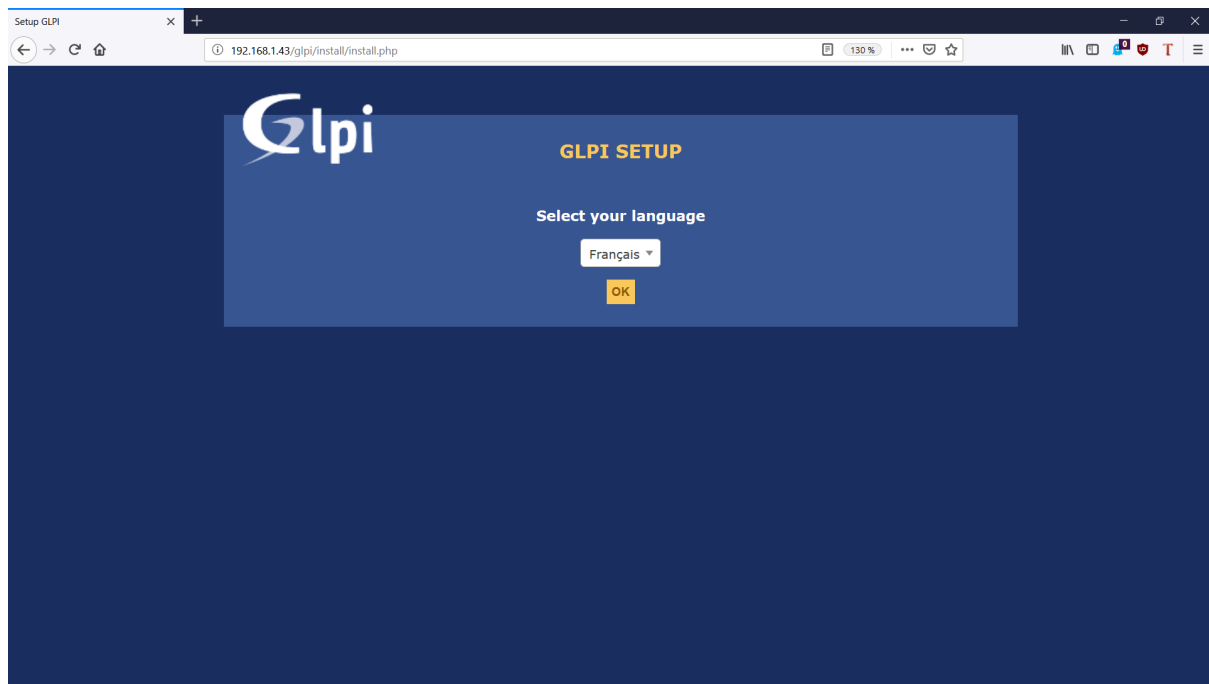 Setup GLPI
192.168.1.43/glpi/install/install.php
130 %
0
T
Glpi
GLPI SETUP
Select your language
Français
OK